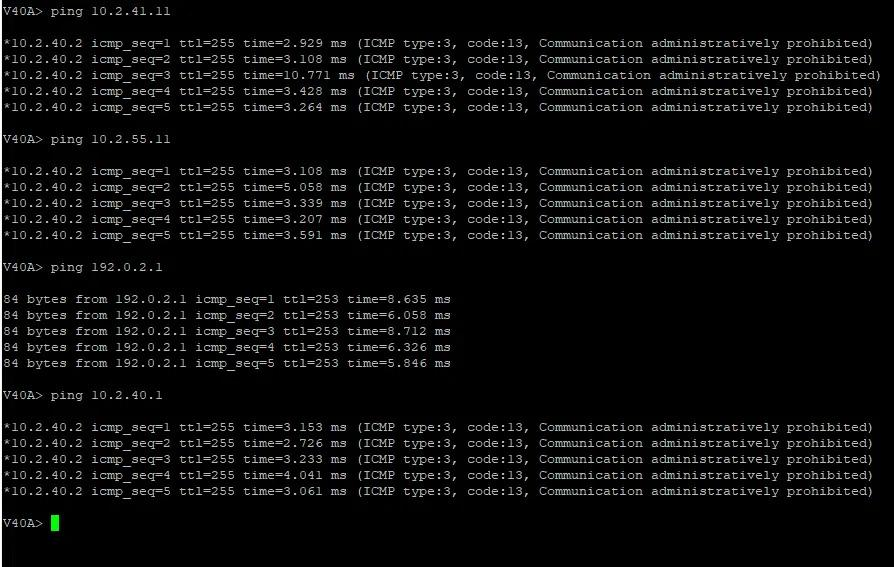 V40A> ping 10.2.41.11
*10.2.40.2 icmp_seq=1 ttl=255 time=2.929 ms (ICMP type:3, code:13, Communication administratively prohibited)
*10.2.40.2 icmp_seq=2 ttl=255 time=3.108 ms (ICMP type:3, code:13, Communication administratively prohibited)
*10.2.40.2 icmp_seq=3 ttl=255 time=10.771 ms (ICMP type:3, code:13, Communication administratively prohibited)
*10.2.40.2 icmp_seq=4 ttl=255 time=3.428 ms (ICMP type:3, code:13, Communication administratively prohibited)
*10.2.40.2 icmp_seq=5 ttl=255 time=3.264 ms (ICMP type:3, code:13, Communication administratively prohibited)
V40A> ping 10.2.55.11
*10.2.40.2 icmp_seq=1 ttl=255 time=3.108 ms (ICMP type:3, code:13, Communication administratively prohibited)
*10.2.40.2 icmp_seq=2 ttl=255 time=5.058 ms (ICMP type:3, code:13, Communication administratively prohibited)
*10.2.40.2 icmp_seq=3 ttl=255 time=3.339 ms (ICMP type:3, code:13, Communication administratively prohibited)
*10.2.40.2 icmp_seq=4 ttl=255 time=3.207 ms (ICMP type:3, code:13, Communication administratively prohibited)
*10.2.40.2 icmp_seq=5 ttl=255 time=3.591 ms (ICMP type:3, code:13, Communication administratively prohibited)
V40A> ping 192.0.2.1
84 bytes from 192.0.2.1 icmp_seq=1 ttl=253 time=8.635 ms
84 bytes from 192.0.2.1 icmp_seq=2 ttl=253 time=6.058 ms
84 bytes from 192.0.2.1 icmp_seq=3 ttl=253 time=8.712 ms
84 bytes from 192.0.2.1 icmp_seq=4 ttl=253 time=6.326 ms
84 bytes from 192.0.2.1 icmp_seq=5 ttl=253 time=5.846 ms
V40A> ping 10.2.40.1
*10.2.40.2 icmp_seq=1 ttl=255 time=3.153 ms (ICMP type:3, code:13, Communication administratively prohibited)
*10.2.40.2 icmp_seq=2 ttl=255 time=2.726 ms (ICMP type:3, code:13, Communication administratively prohibited)
*10.2.40.2 icmp_seq=3 ttl=255 time=3.233 ms (ICMP type:3, code:13, Communication administratively prohibited)
*10.2.40.2 icmp_seq=4 ttl=255 time=4.041 ms (ICMP type:3, code:13, Communication administratively prohibited)
*10.2.40.2 icmp_seq=5 ttl=255 time=3.061 ms (ICMP type:3, code:13, Communication administratively prohibited)
V40A>